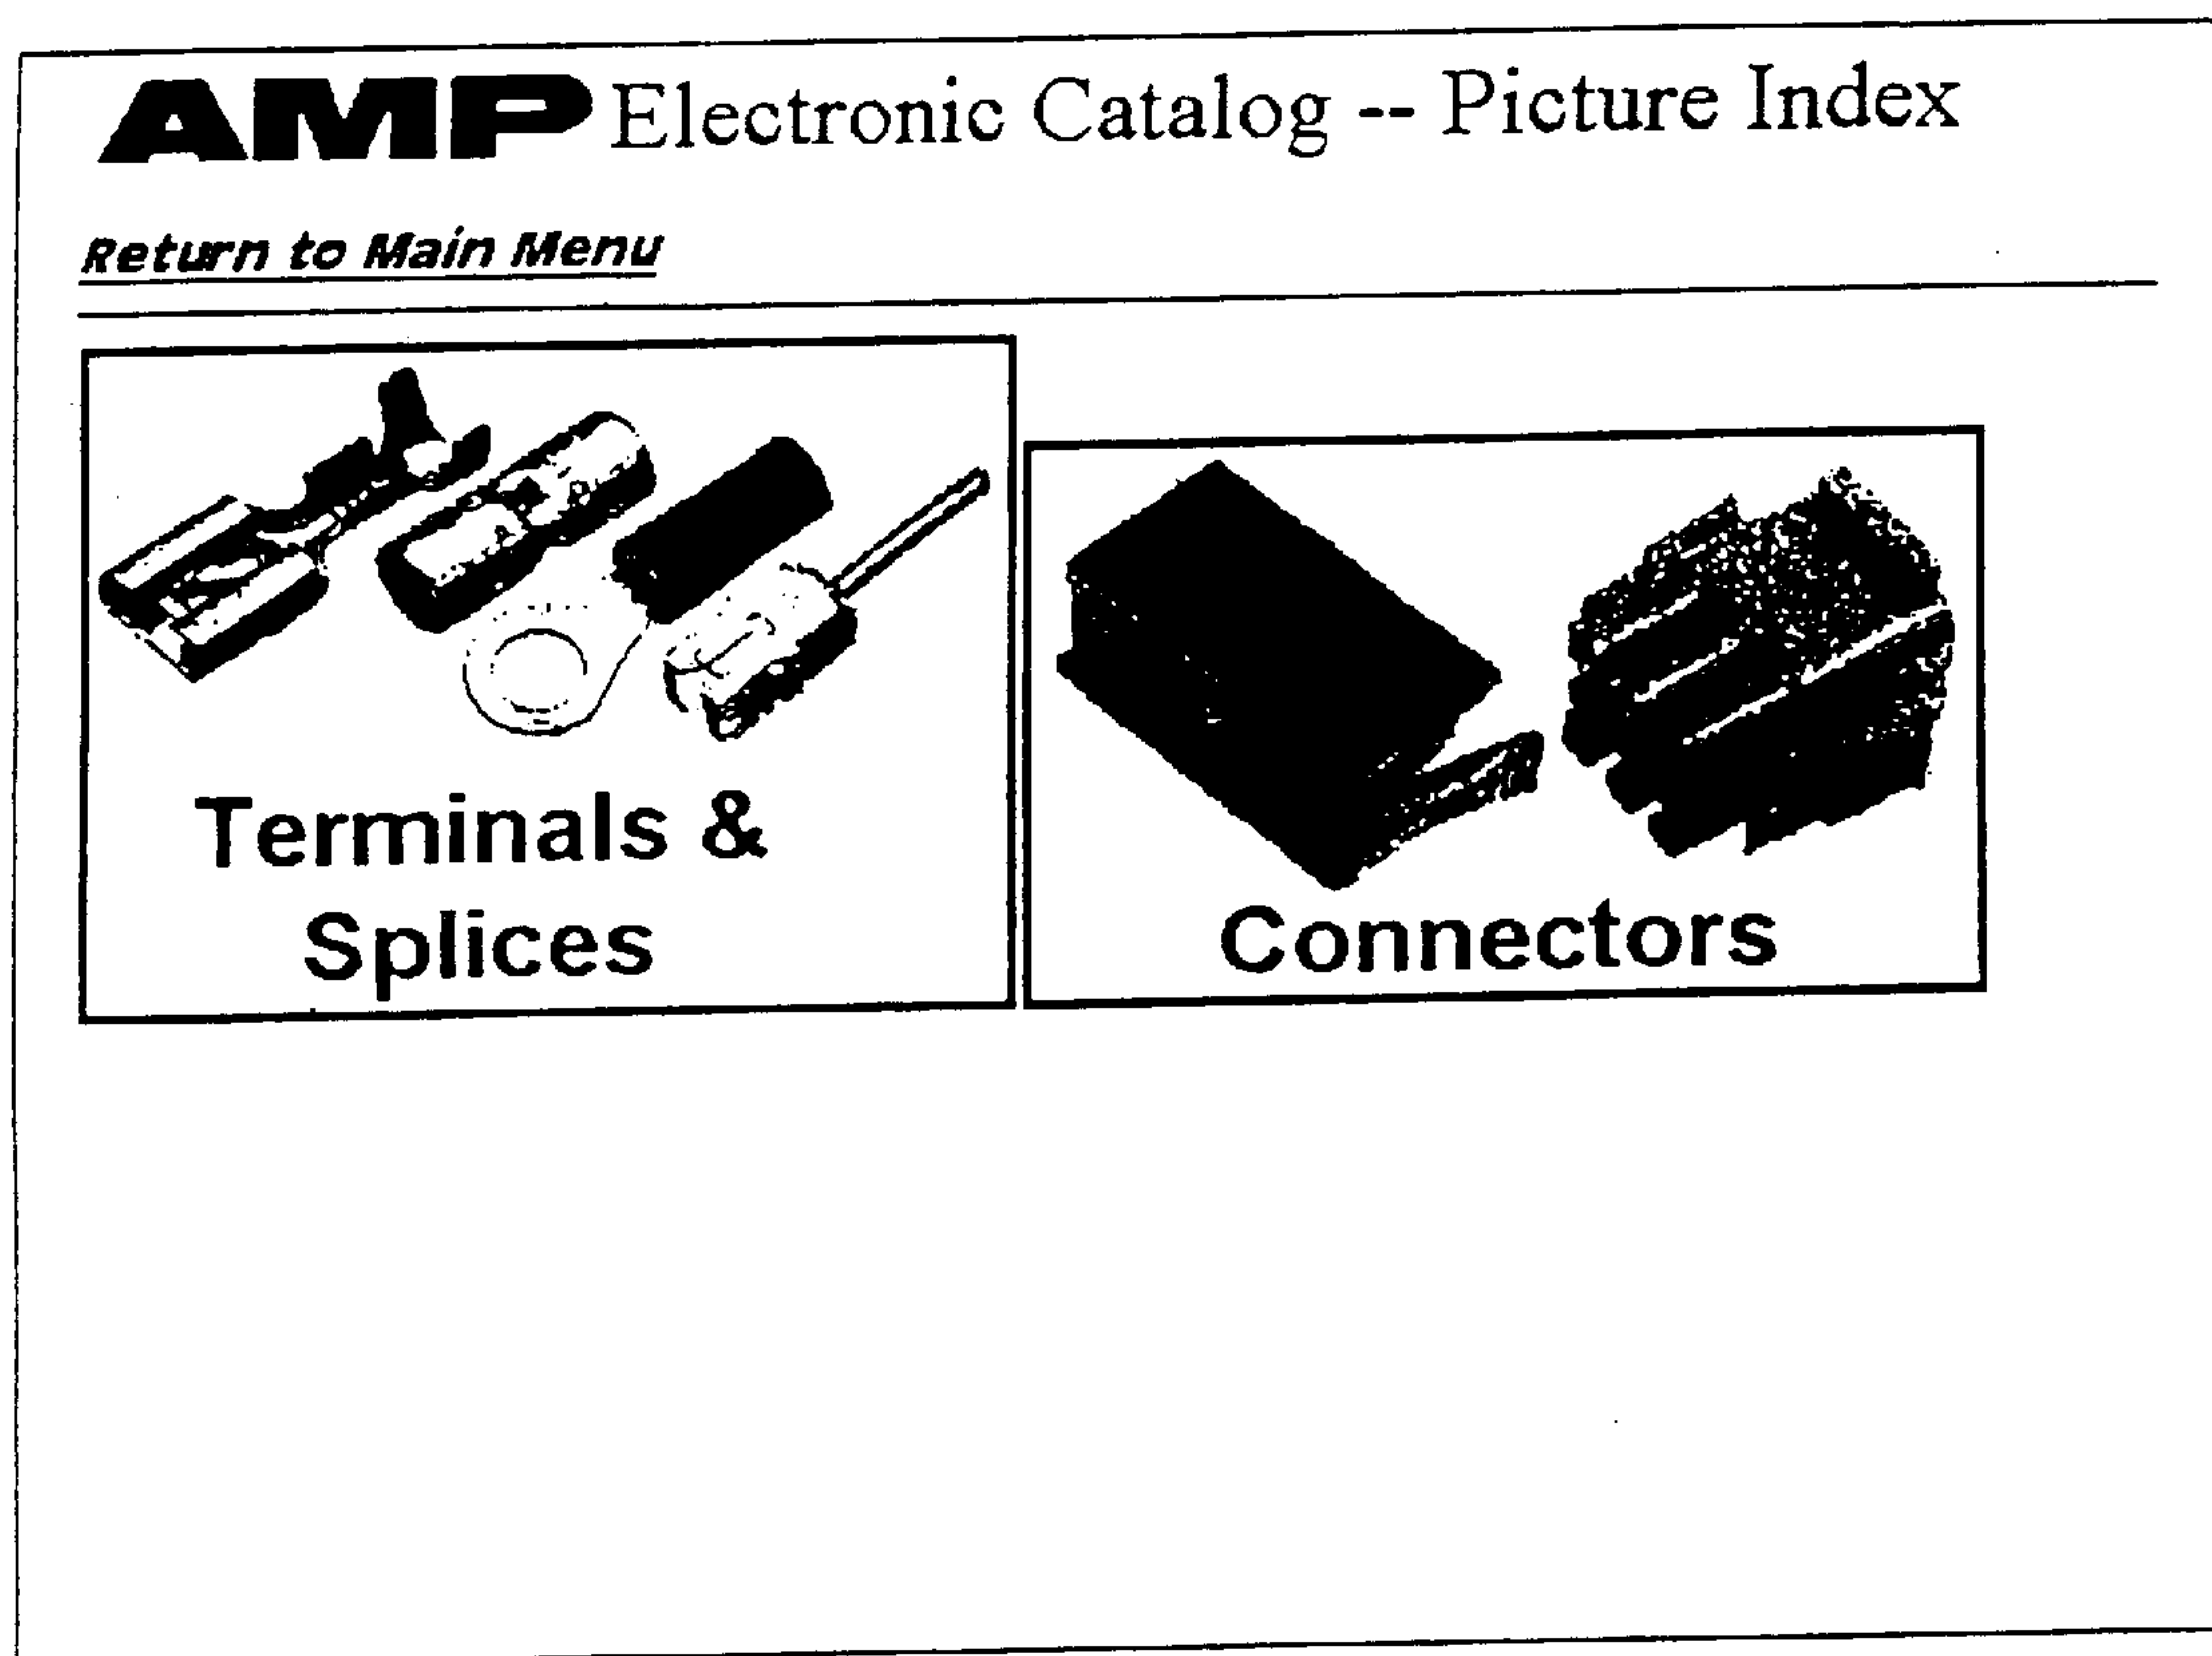 AMP Electronic Catalog -- Picture Index
Return to Main Menu
Terminals &
Splices
Connectors